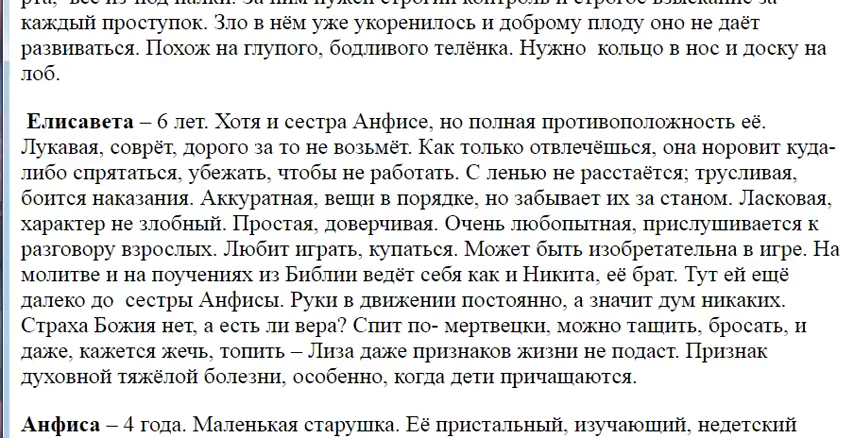 каждый проступок. Зло в нём уже укоренилось и доброму плоду оно не даёт
развиваться. Похож на глупого, бодливого телёнка. Нужно кольцо в нос и доску на
лоб.
Елисавета – 6 лет. Хотя и сестра Анфисе, но полная противоположность её.
Лукавая, соврёт, дорого за то не возьмёт. Как только отвлечёшься, она норовит куда-
либо спрятаться, убежать, чтобы не работать. С ленью не расстаётся; трусливая,
боится наказания. Аккуратная, вещи в порядке, но забывает их за станом. Ласковая,
характер не злобный. Простая, доверчивая. Очень любопытная, прислушивается к
разговору взрослых. Любит играть, купаться. Может быть изобретательна в игре. На
молитве и на поучениях из Библии ведёт себя как и Никита, её брат. Тут ей ещё
далеко до сестры Анфисы. Руки в движении постоянно, а значит дум никаких.
Страха Божия нет, а есть ли вера? Спит по- мертвецки, можно тащить, бросать, и
даже, кажется жечь, топить – Лиза даже признаков жизни не подаст. Признак
духовной тяжёлой болезни, особенно, когда дети причащаются.
Анфиса – 4 года. Маленькая старушка. Её пристальный, изучающий, недетский